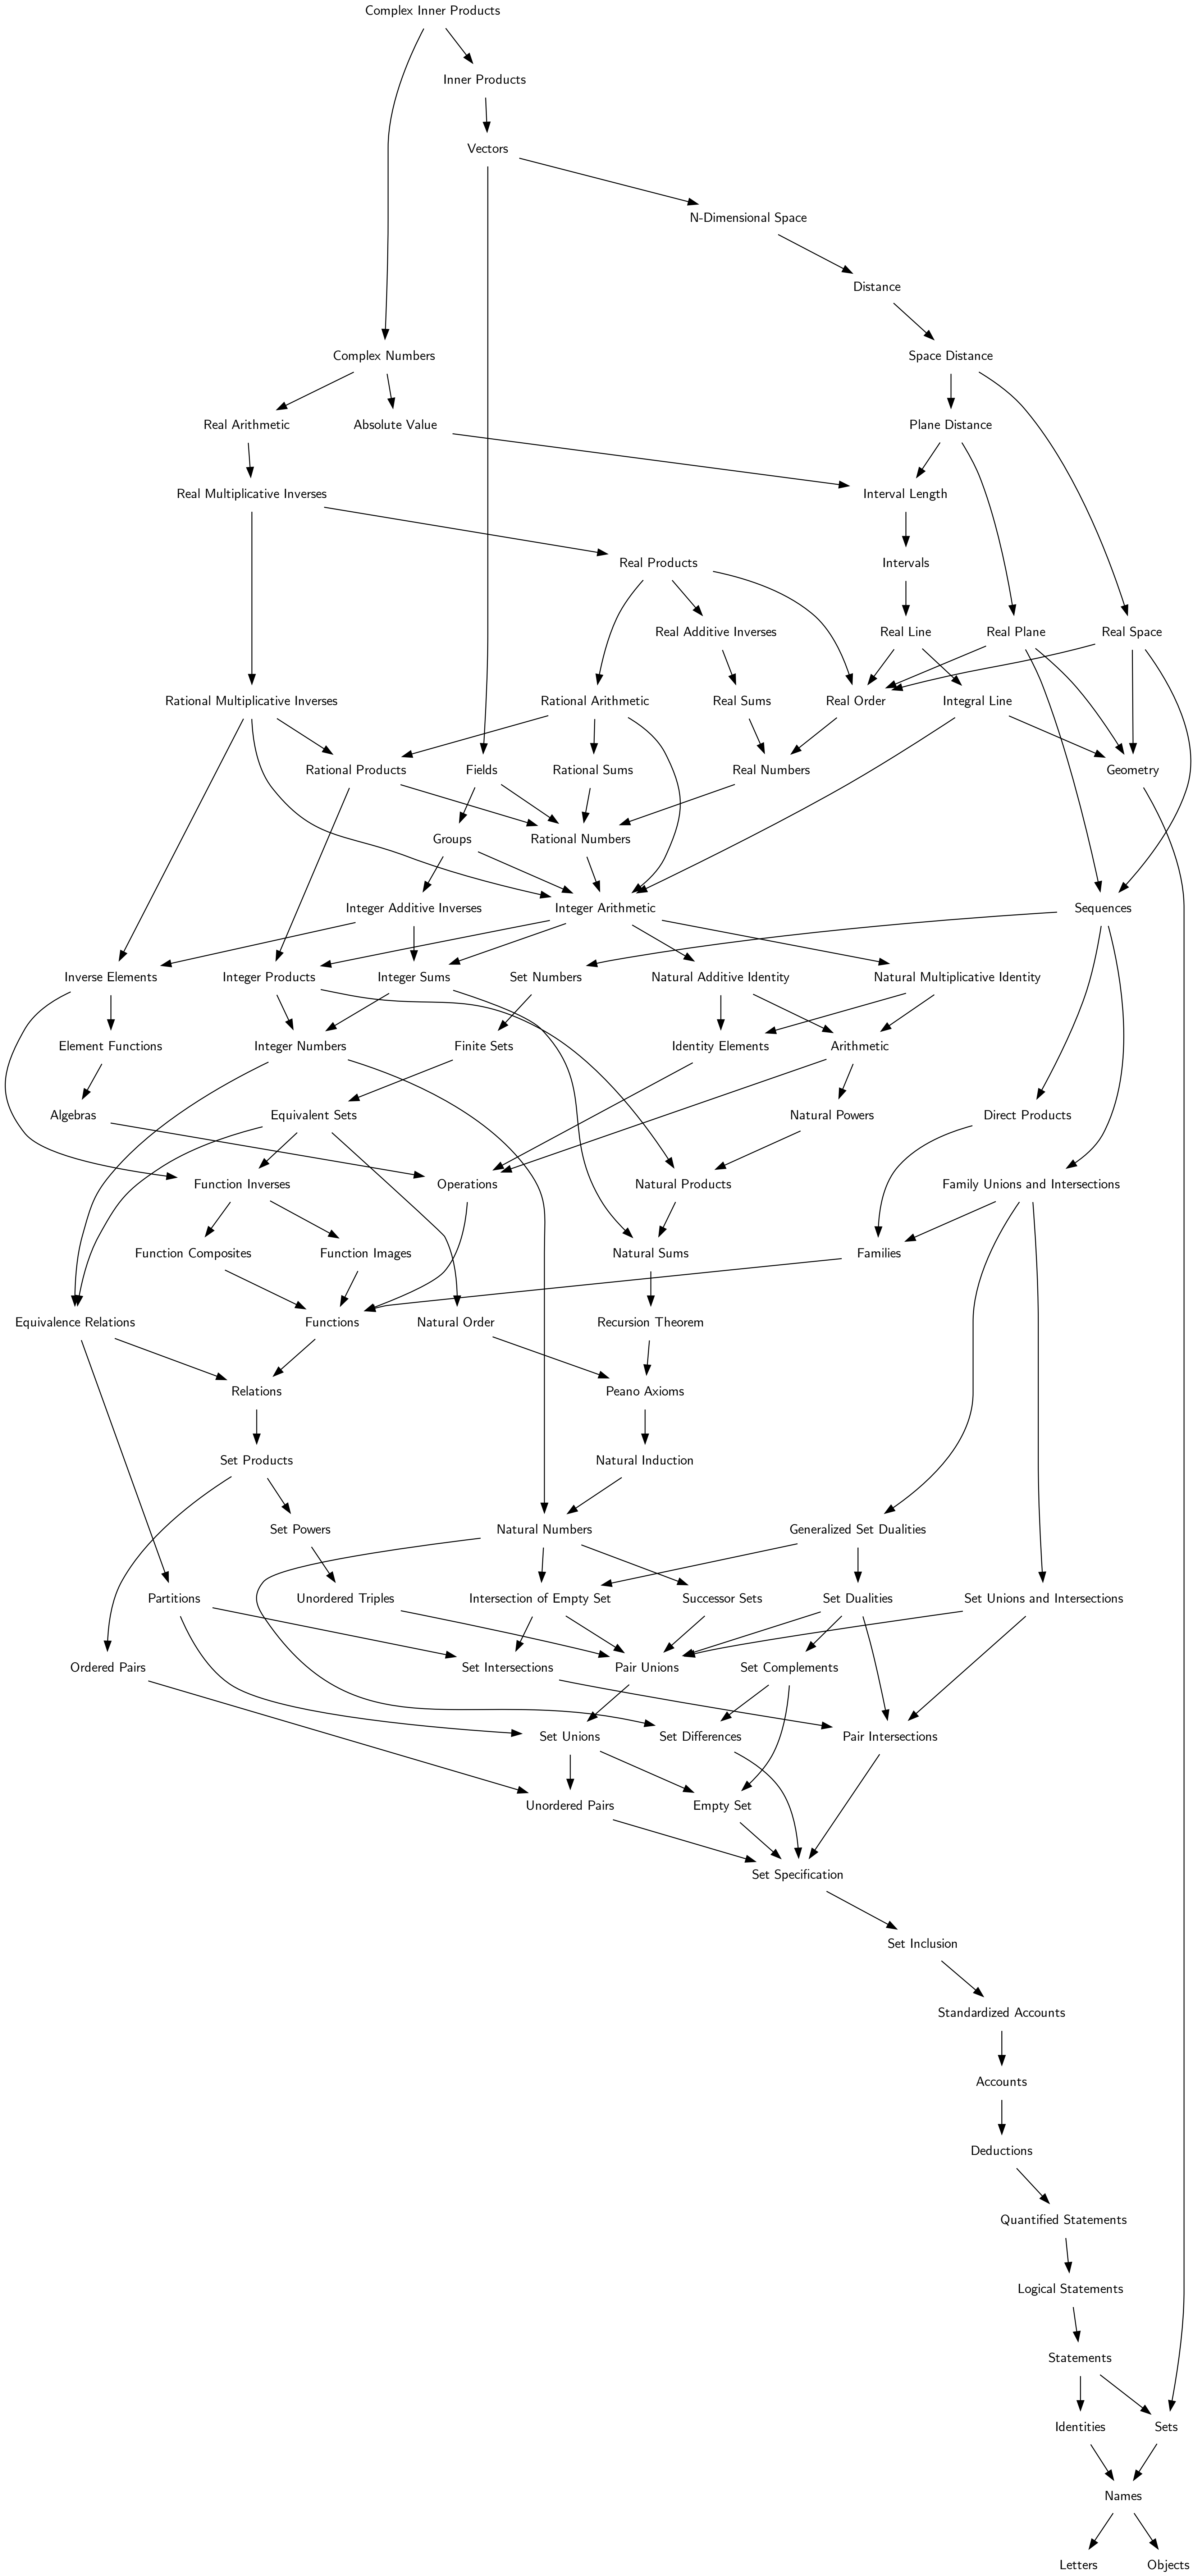 Complex Inner Products
Inner Products
Vectors
N-Dimensional Space
Distance
Complex Numbers
Space Distance
Real Arithmetic
Absolute Value
Plane Distance
Real Multiplicative Inverses
Interval Length
Real Products
Intervals
Real Additive Inverses
Real Line
Real Plane
Real Space
Rational Multiplicative Inverses
Rational Arithmetic
Real Sums
Real Order
Integral Line
Rational Products
Fields
Rational Sums
Real Numbers
Geometry
Groups
Rational Numbers
Integer Additive Inverses
Integer Arithmetic
Sequences
Inverse Elements
Integer Products
Integer Sums
Set Numbers
Natural Additive Identity
Natural Multiplicative Identity
Element Functions
Integer Numbers
Finite Sets
Identity Elements
Arithmetic
Algebras
Equivalent Sets
Natural Powers
Direct Products
Function Inverses
Operations
Natural Products
Family Unions and Intersections
Function Composites
Function Images
Natural Sums
Families
Equivalence Relations
Functions
Natural Order
Recursion Theorem
Relations
Peano Axioms
Set Products
Natural Induction
Set Powers
Natural Numbers
Generalized Set Dualities
Partitions
Unordered Triples
Intersection of Empty Set
Successor Sets
Set Dualities
Set Unions and Intersections
Ordered Pairs
Set Intersections
Pair Unions
Set Complements
Set Unions
Set Differences
Pair Intersections
Unordered Pairs
Empty Set
Set Specification
Set Inclusion
Standardized Accounts
Accounts
Deductions
Quantified Statements
Logical Statements
Statements
Identities
Sets
Names
Letters
Objects